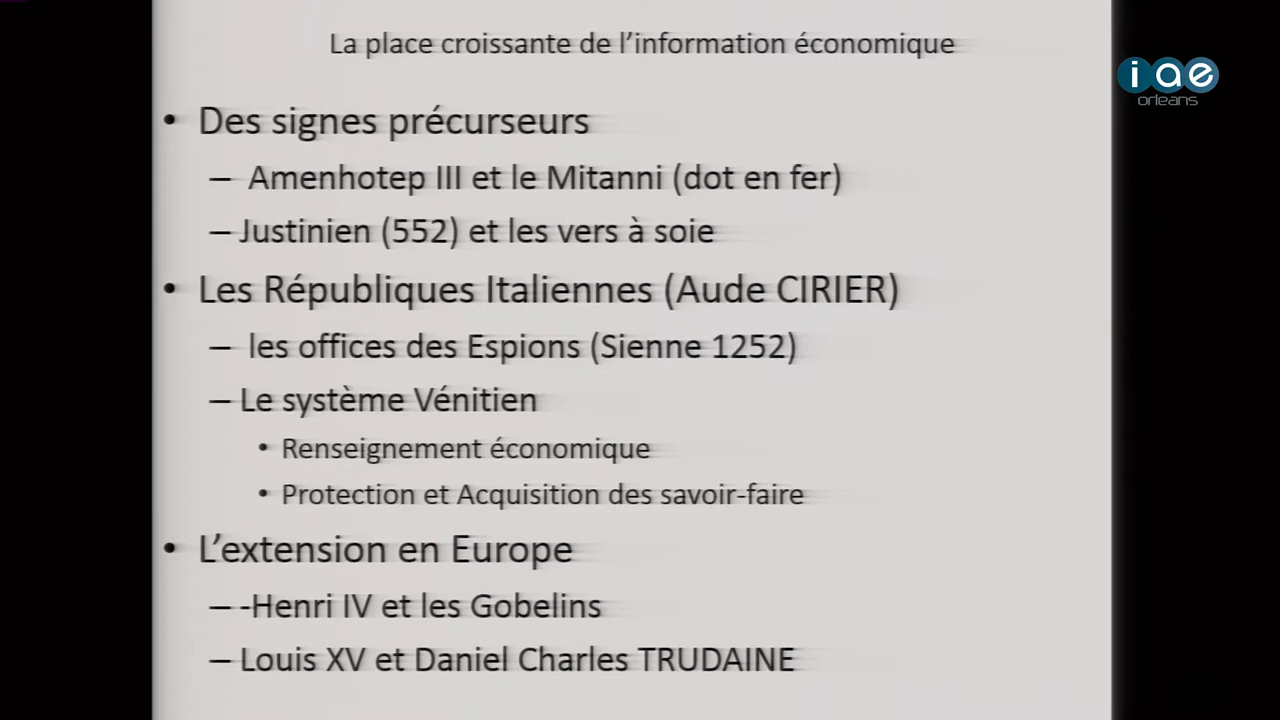 La place croissante de l’information économique
iae
orleans
• Des signes précurseurs
– Amenhotep III et le Mitanni (dot en fer)
– Justinien (552) et les vers à soie
• Les Républiques Italiennes (Aude CIRIER)
– les offices des Espions (Sienne 1252)
– Le système Vénitien
• Renseignement économique
• Protection et Acquisition des savoir-faire
• L’extension en Europe
– -Henri IV et les Gobelins
– Louis XV et Daniel Charles TRUDAINE